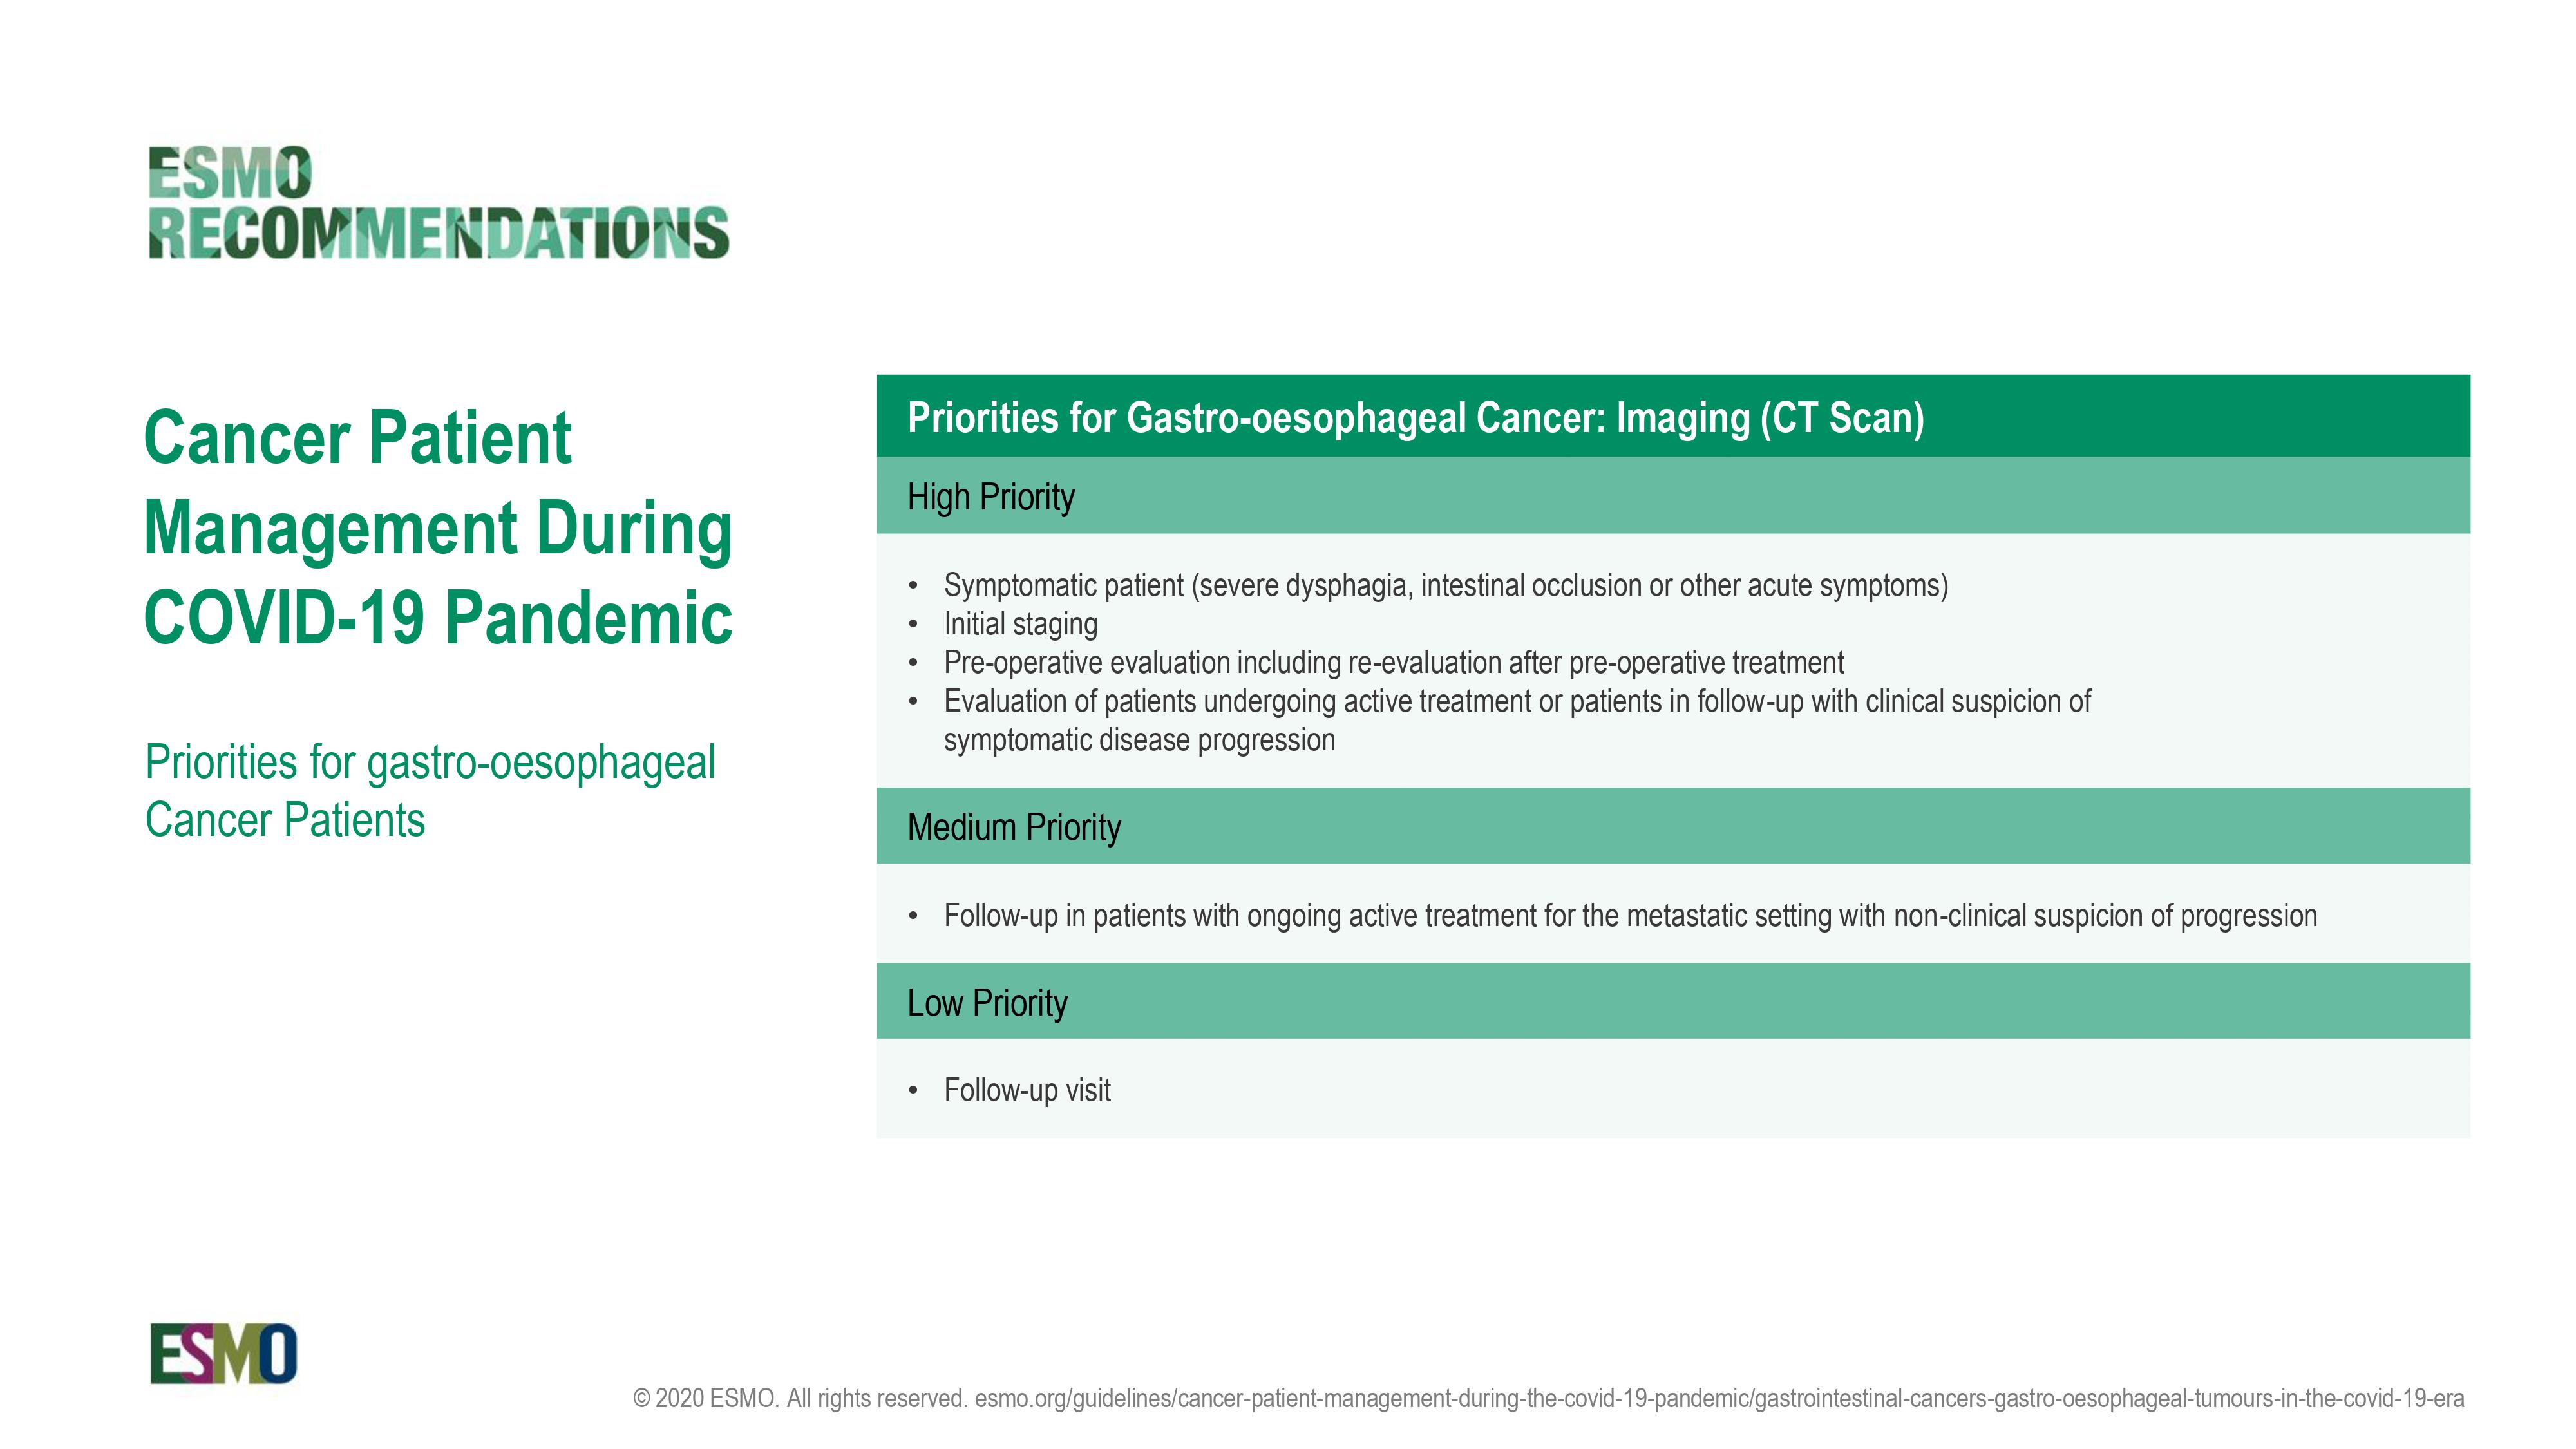 ESMO
RECOMMENDATIONS
Cancer Patient
Management During
COVID-19 Pandemic
Priorities for gastro-oesophageal
Cancer Patients
Priorities for Gastro-oesophageal Cancer: Imaging (CT Scan)
High Priority
• Symptomatic patient (severe dysphagia, intestinal occlusion or other acute symptoms)
• Initial staging
• Pre-operative evaluation including re-evaluation after pre-operative treatment
• Evaluation of patients undergoing active treatment or patients in follow-up with clinical suspicion of
symptomatic disease progression
Medium Priority
• Follow-up in patients with ongoing active treatment for the metastatic setting with non-clinical suspicion of progression
Low Priority
• Follow-up visit
ESMO
© 2020 ESMO. All rights reserved. esmo.org/guidelines/cancer-patient-management-during-the-covid-19-pandemic/gastrointestinal-cancers-gastro-oesophageal-tumours-in-the-covid-19-era